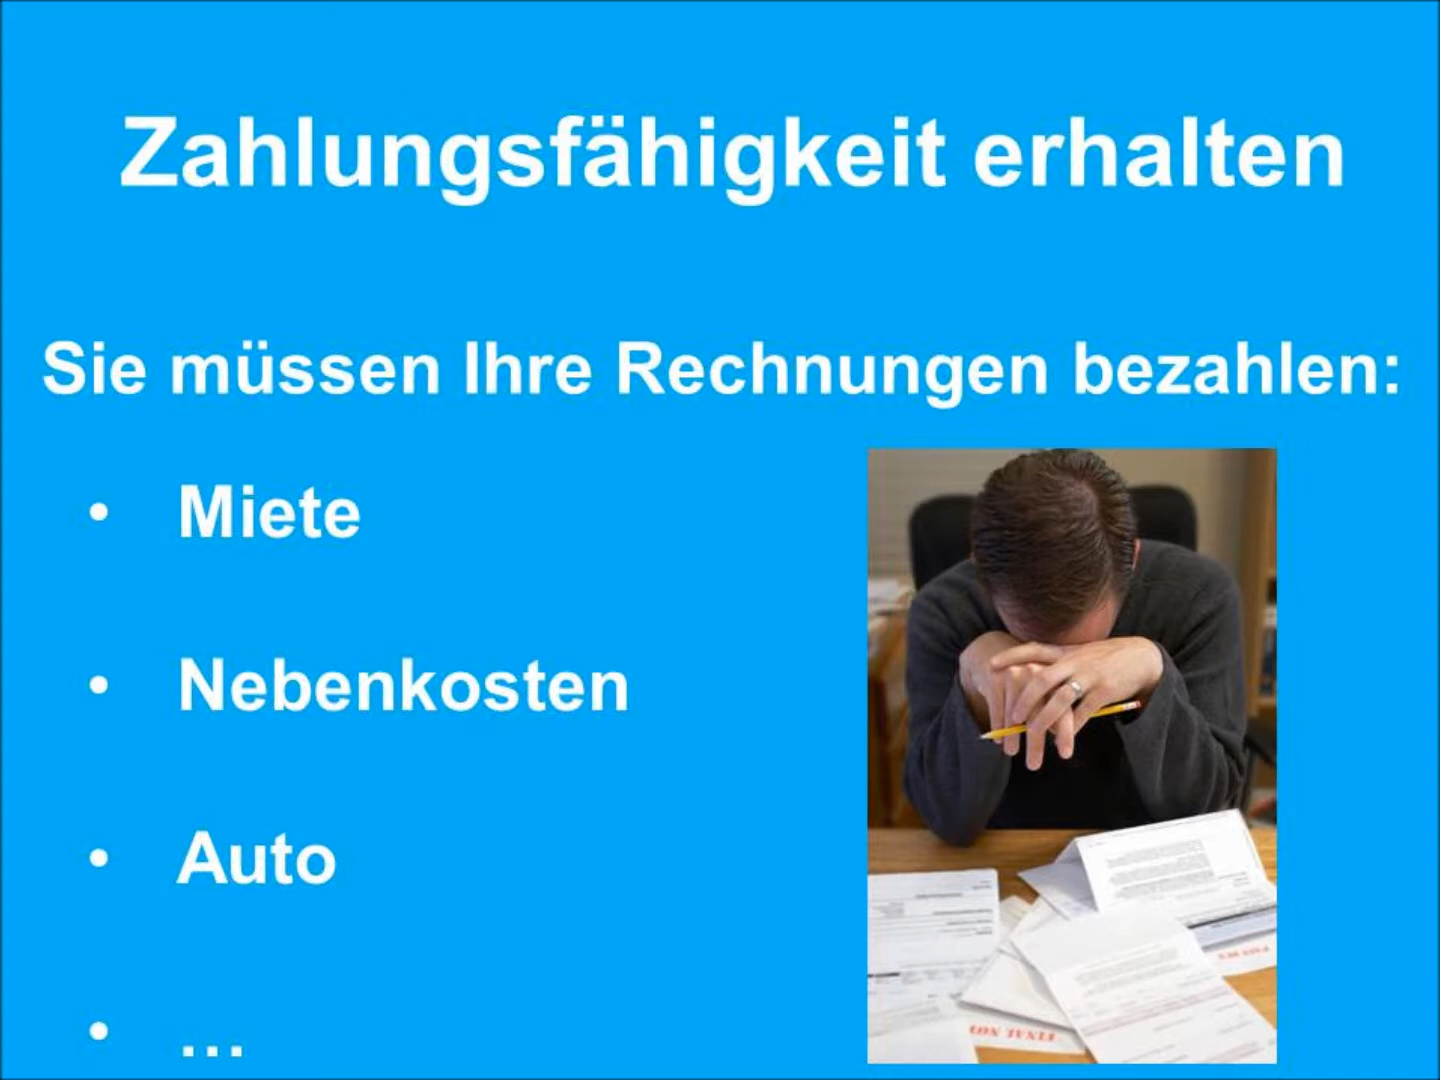 Zahlungsfähigkeit erhalten
Sie müssen Ihre Rechnungen bezahlen:
• Miete
• Nebenkosten
• Auto
• ...